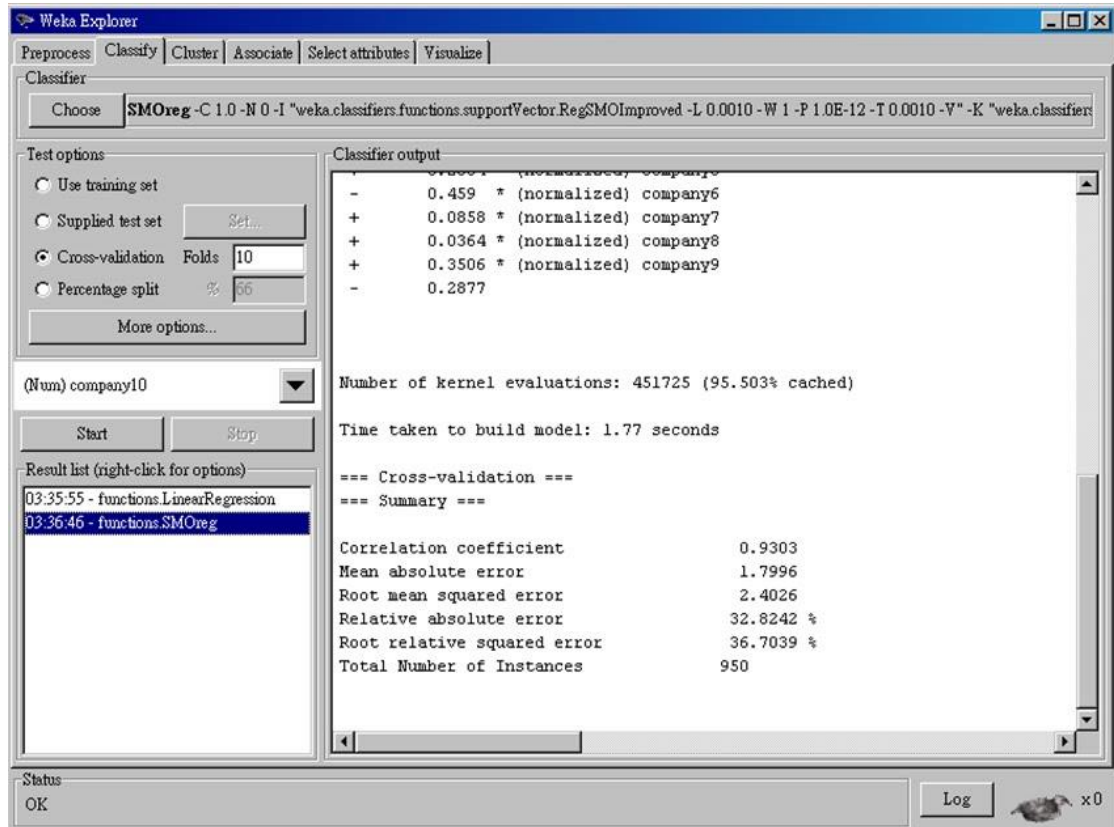 Weka Explorer
Preprocess Classify Cluster Associate Select attributes Visualize
Classifier
Choose SMOreg -C 1.0 -N 0 -I "weka.classifiers.functions.supportVector.RegSMOImproved -L 0.0010 -W 1 -P 1.0E-12 -T 0.0010 -V" -K "weka.classifiers
Test options
Use training set
Supplied test set Set...
Cross-validation Folds 10
Percentage split % 66
More options...
(Num) company10
Start Stop
Result list (right-click for options)
03:35:55 - functions.LinearRegression
03:36:46 - functions.SMOreg
Classifier output
- 0.459 * (normalized) company6
+ 0.0858 * (normalized) company7
+ 0.0364 * (normalized) company8
+ 0.3506 * (normalized) company9
- 0.2877
Number of kernel evaluations: 451725 (95.503% cached)
Time taken to build model: 1.77 seconds
=== Cross-validation ===
=== Summary ===
Correlation coefficient 0.9303
Mean absolute error 1.7996
Root mean squared error 2.4026
Relative absolute error 32.8242 %
Root relative squared error 36.7039 %
Total Number of Instances 950
Status
OK
Log x 0